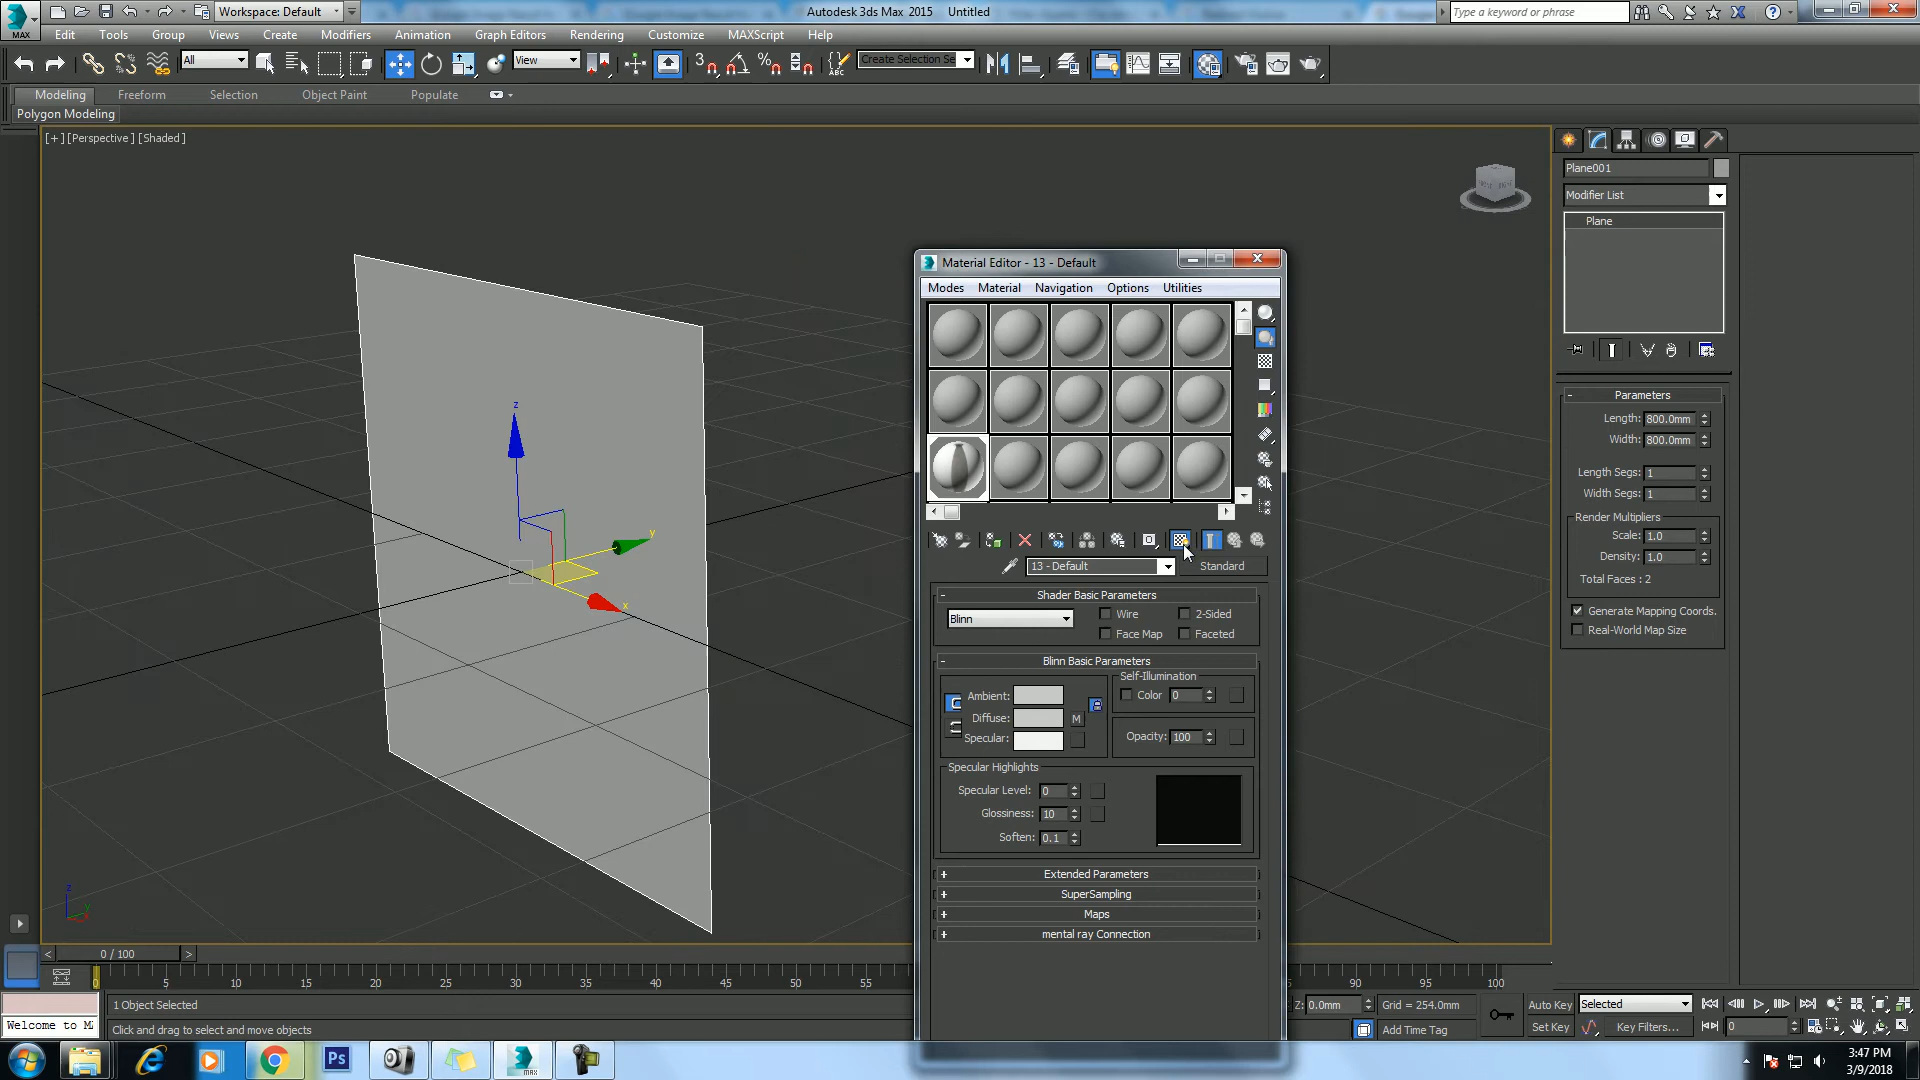 Workspace: Default
Autodesk 3ds Max 2015 Untitled
Type a keyword or phrase
MAX
Edit Tools Group Views Create Modifiers Animation Graph Editors Rendering Customize MAXScript Help
All
View
3
%
ABC
Create Selection Se
Modeling Freeform Selection Object Paint Populate
Polygon Modeling
[+][Perspective][Shaded]
Plane001
Modifier List
Plane
Material Editor - 13 - Default
Modes Material Navigation Options Utilities
13 - Default
Standard
Shader Basic Parameters
Blinn
Wire
2-Sided
Face Map
Faceted
Blinn Basic Parameters
Self-Illumination
Ambient:
Color 0
Diffuse:
M
Specular:
Opacity: 100
Specular Highlights
Specular Level: 0
Glossiness: 10
Soften: 0.1
Extended Parameters
SuperSampling
Maps
mental ray Connection
Parameters
Length: 800.0mm
Width: 800.0mm
Length Segs: 1
Width Segs: 1
Render Multipliers
Scale: 1.0
Density: 1.0
Total Faces : 2
Generate Mapping Coords.
Real-World Map Size
z
y
x
z
y
0 / 100
0 5 10 15 20 25 30 35 40 45 50 55 90 95 100
1 Object Selected
Click and drag to select and move objects
Welcome to M
Z: 0.0mm
Grid = 254.0mm
Add Time Tag
Auto Key
Selected
Set Key
Key Filters...
0
Ps
MAX
3:47 PM
3/9/2018